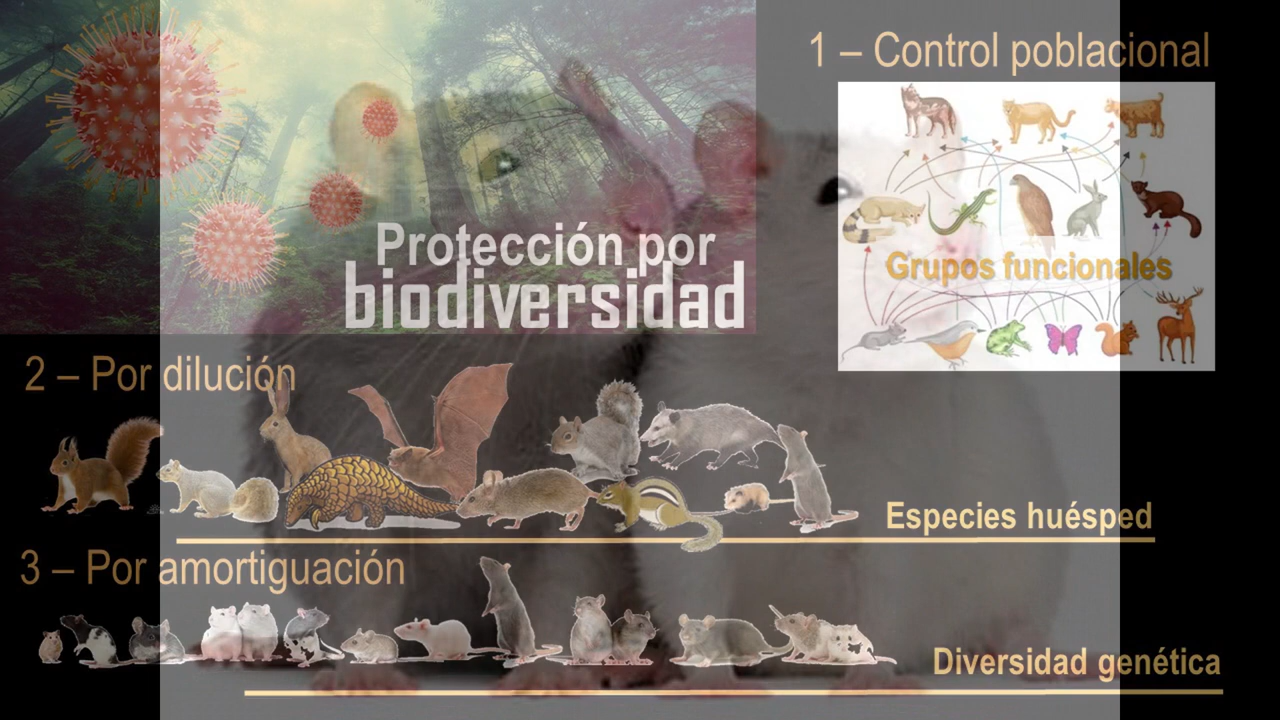 1 – Control poblacional
Protección por
biodiversidad
Grupos funcionales
2 – Por dilución
Especies huésped
3 – Por amortiguación
Diversidad genética